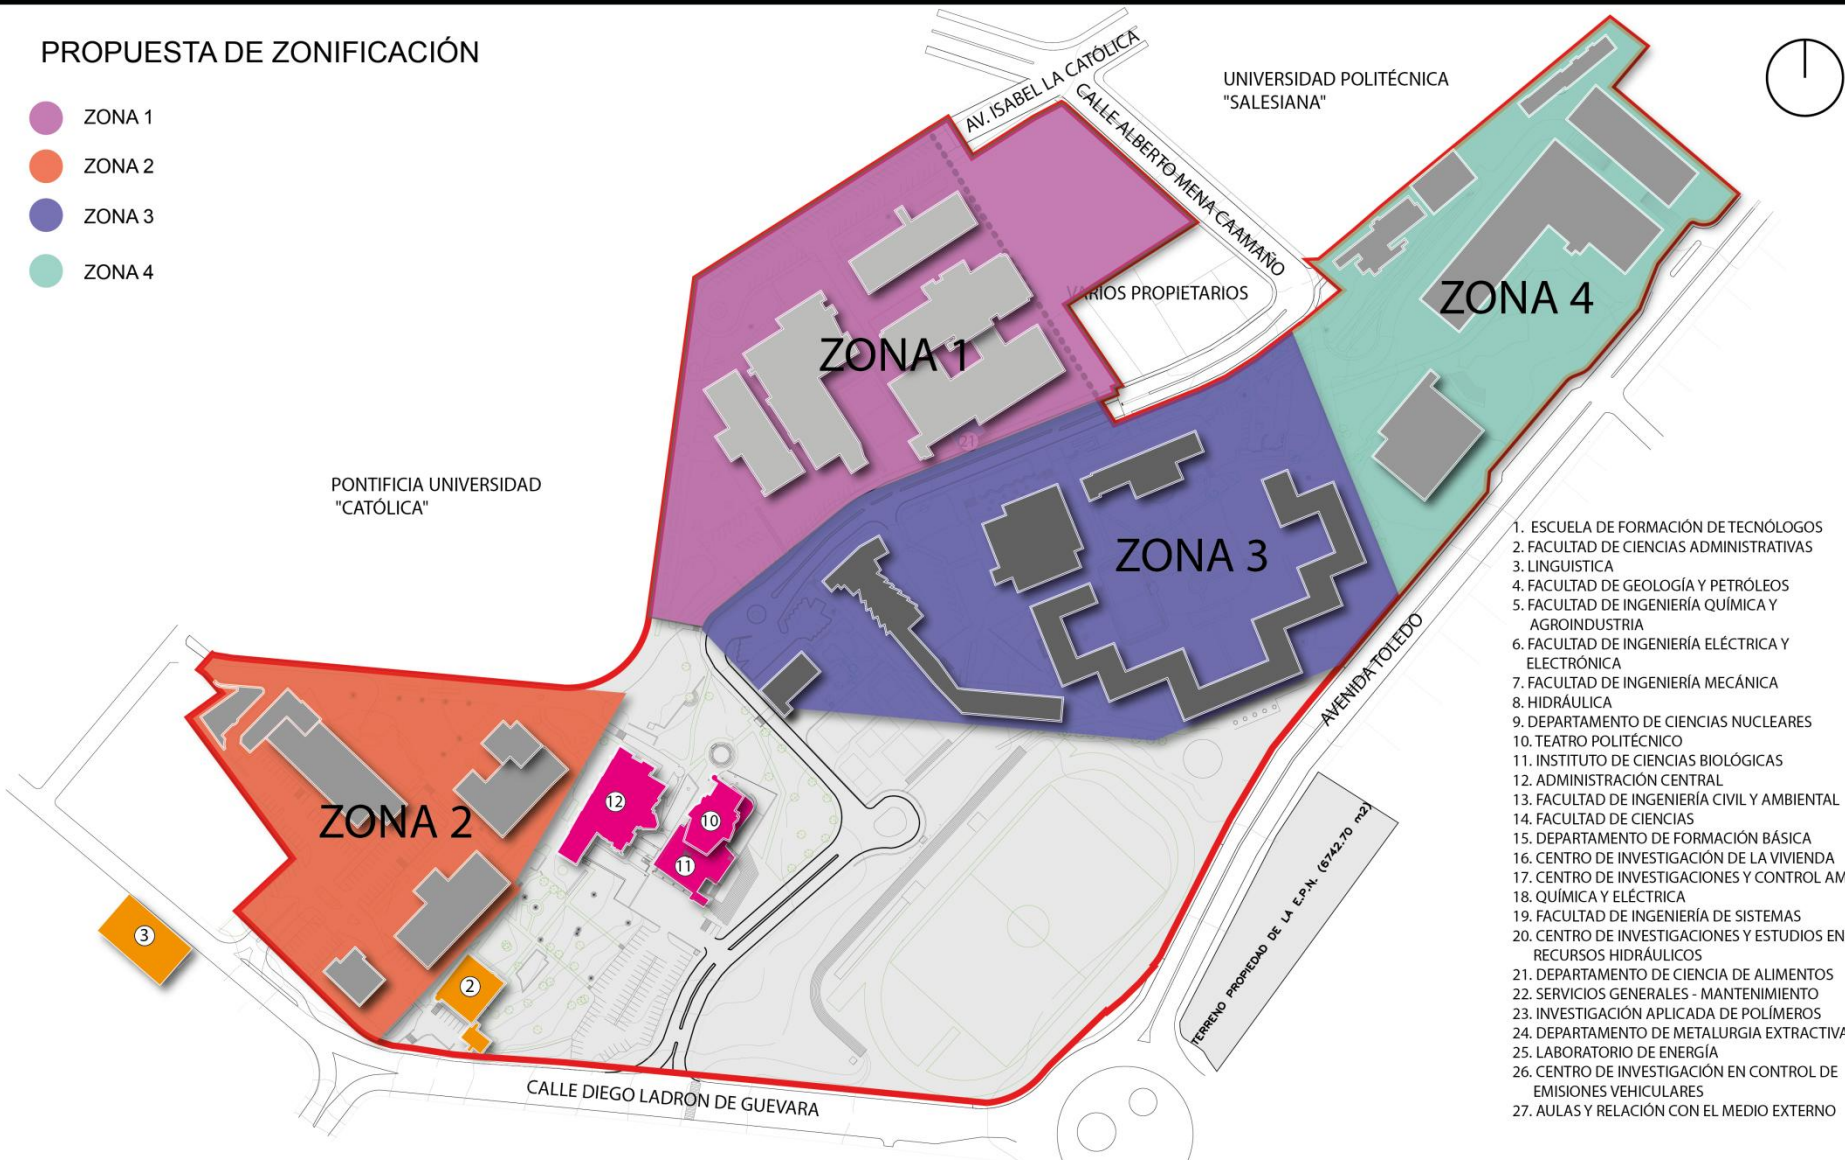 PROPUESTA DE ZONIFICACIÓN
ZONA 1
ZONA 2
ZONA 3
ZONA 4
AV. ISABEL LA CATÓLICA
CALLE ALBERTO MENA CAAMAÑO
UNIVERSIDAD POLITÉCNICA
"SALESIANA"
VARIOS PROPIETARIOS
ZONA 4
ZONA 1
21
PONTIFICIA UNIVERSIDAD
"CATÓLICA"
ZONA 3
AVENIDA TOLEDO
ZONA 2
12
10
11
3
2
TERRENO PROPIEDAD DE LA E.P.N. (6742.70 m2)
CALLE DIEGO LADRON DE GUEVARA
1. ESCUELA DE FORMACIÓN DE TECNÓLOGOS
2. FACULTAD DE CIENCIAS ADMINISTRATIVAS
3. LINGUISTICA
4. FACULTAD DE GEOLOGÍA Y PETRÓLEOS
5. FACULTAD DE INGENIERÍA QUÍMICA Y
AGROINDUSTRIA
6. FACULTAD DE INGENIERÍA ELÉCTRICA Y
ELECTRÓNICA
7. FACULTAD DE INGENIERÍA MECÁNICA
8. HIDRÁULICA
9. DEPARTAMENTO DE CIENCIAS NUCLEARES
10. TEATRO POLITÉCNICO
11. INSTITUTO DE CIENCIAS BIOLÓGICAS
12. ADMINISTRACIÓN CENTRAL
13. FACULTAD DE INGENIERÍA CIVIL Y AMBIENTAL
14. FACULTAD DE CIENCIAS
15. DEPARTAMENTO DE FORMACIÓN BÁSICA
16. CENTRO DE INVESTIGACIÓN DE LA VIVIENDA
17. CENTRO DE INVESTIGACIONES Y CONTROL AM
18. QUÍMICA Y ELÉCTRICA
19. FACULTAD DE INGENIERÍA DE SISTEMAS
20. CENTRO DE INVESTIGACIONES Y ESTUDIOS EN
RECURSOS HIDRÁULICOS
21. DEPARTAMENTO DE CIENCIA DE ALIMENTOS
22. SERVICIOS GENERALES - MANTENIMIENTO
23. INVESTIGACIÓN APLICADA DE POLÍMEROS
24. DEPARTAMENTO DE METALURGIA EXTRACTIVA
25. LABORATORIO DE ENERGÍA
26. CENTRO DE INVESTIGACIÓN EN CONTROL DE
EMISIONES VEHICULARES
27. AULAS Y RELACIÓN CON EL MEDIO EXTERNO